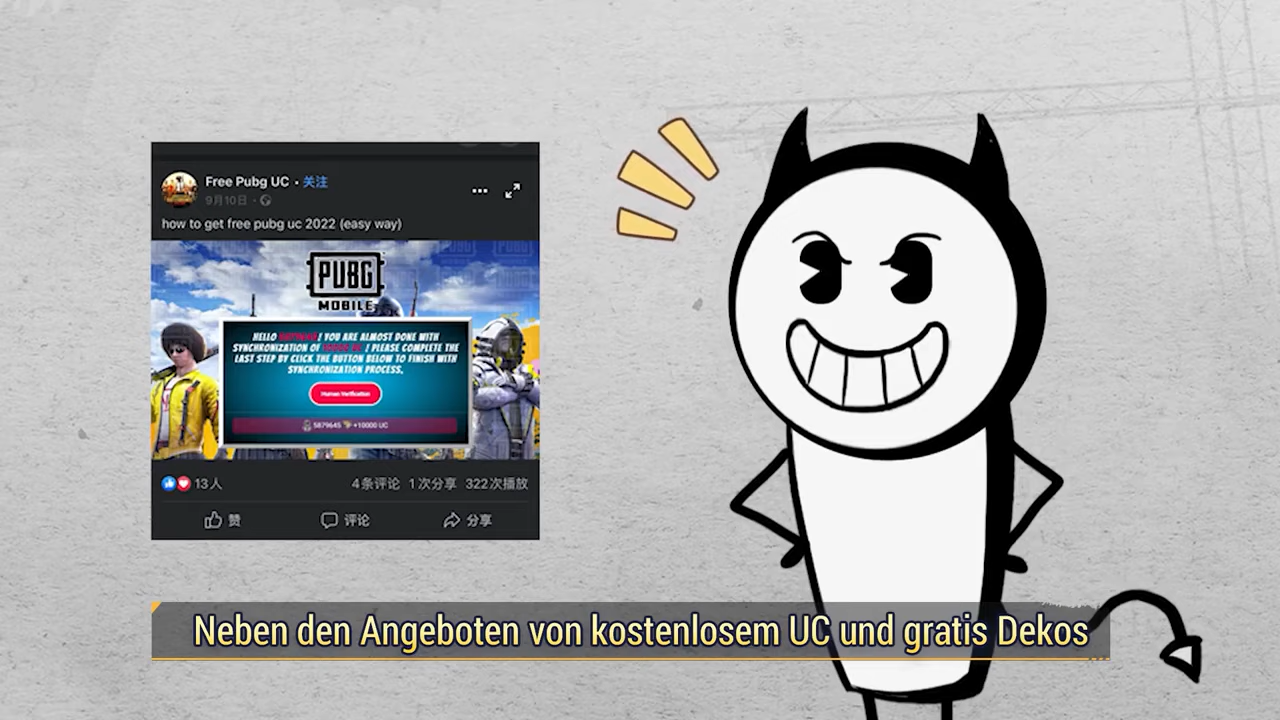 Free Pubg UC · 关注
9月10日 ·
how to get free pubg uc 2022 (easy way)
PUBG
MOBILE
HELLO ! YOU ARE ALMOST DONE WITH
SYNCHRONIZATION OF ! PLEASE COMPLETE THE
LAST STEP BY CLICK THE BUTTON BELOW TO FINISH WITH
SYNCHRONIZATION PROCESS.
Human Verification
5879645 +10000 UC
13人 4条评论 1次分享 322次播放
赞 评论 分享
Neben den Angeboten von kostenlosem UC und gratis Dekos